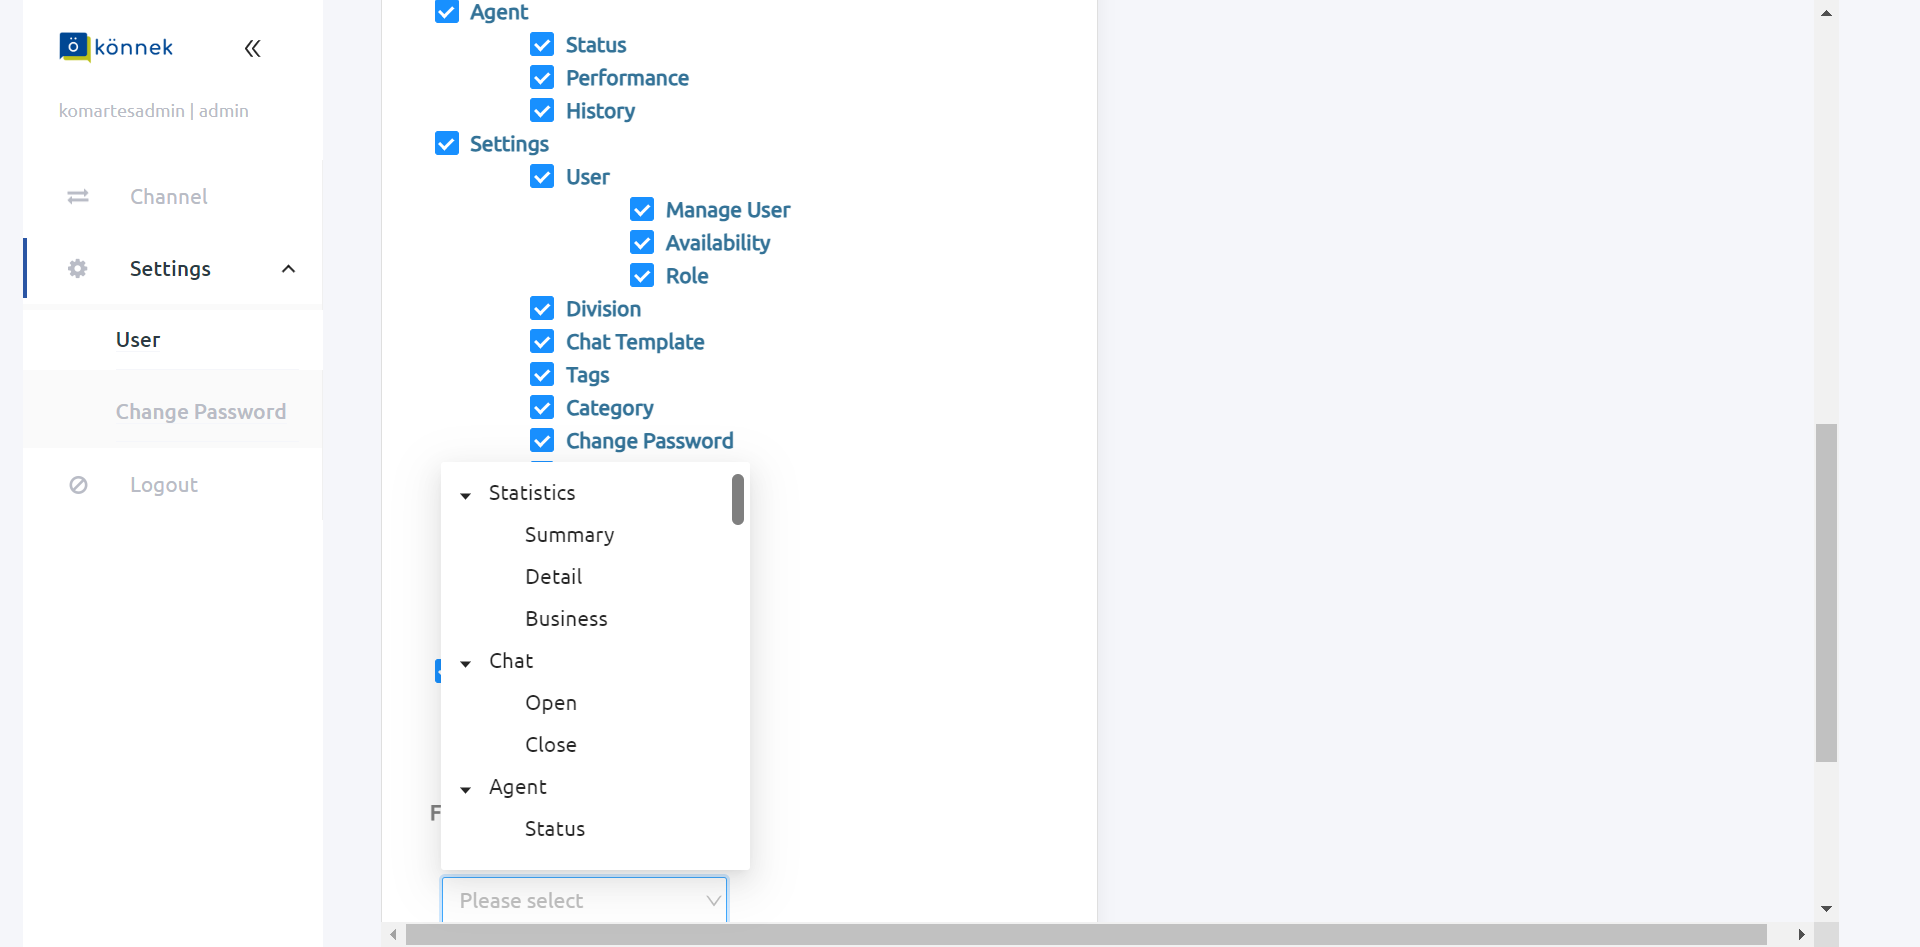 könnek
komartesadmin | admin
Channel
Settings
User
Change Password
Logout
Agent
Status
Performance
History
Settings
User
Manage User
Availability
Role
Division
Chat Template
Tags
Category
Change Password
Statistics
Summary
Detail
Business
Chat
Open
Close
Agent
Status
F
Please select